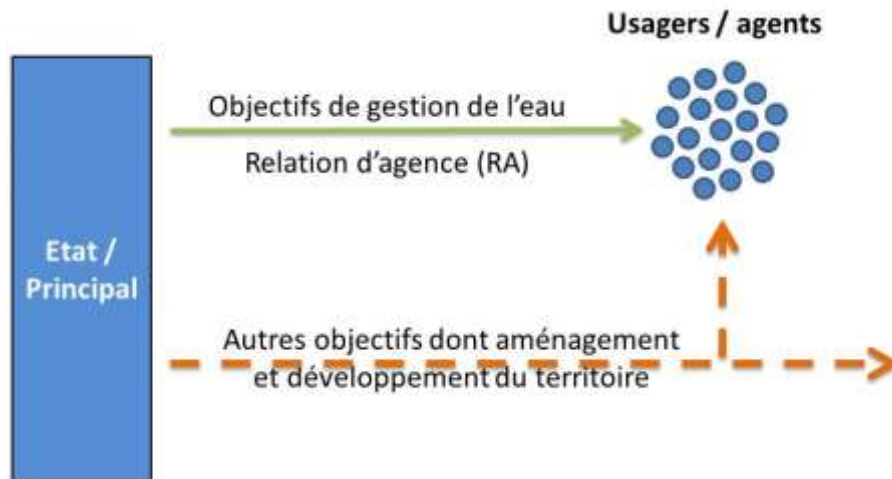 Usagers / agents
Objectifs de gestion de l’eau
Relation d’agence (RA)
Etat /
Principal
Autres objectifs dont aménagement
et développement du territoire